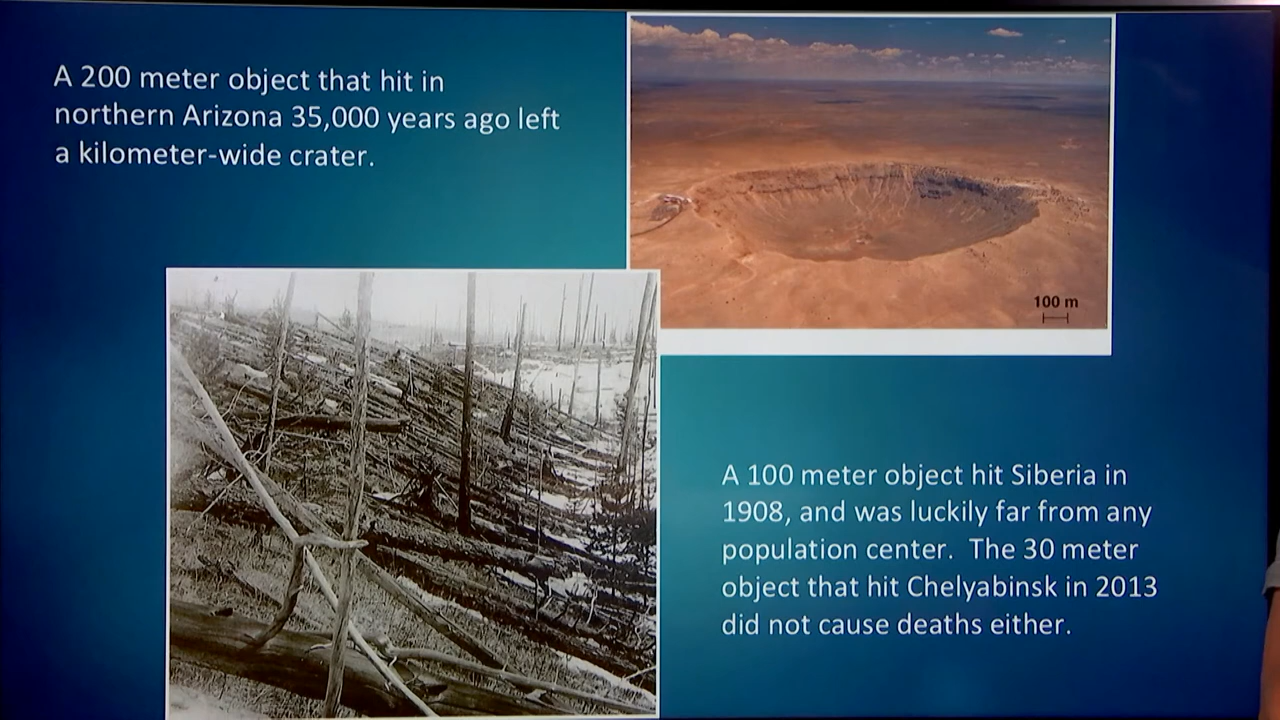 A 200 meter object that hit in
northern Arizona 35,000 years ago left
a kilometer-wide crater.
100 m
A 100 meter object hit Siberia in
1908, and was luckily far from any
population center. The 30 meter
object that hit Chelyabinsk in 2013
did not cause deaths either.